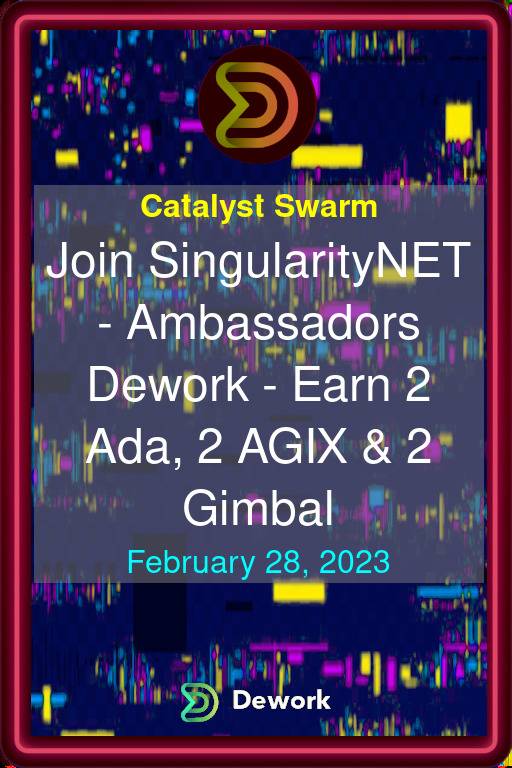 Catalyst Swarm
Join SingularityNET
- Ambassadors
Dework - Earn 2
Ada, 2 AGIX & 2
Gimbal
February 28, 2023
Dework